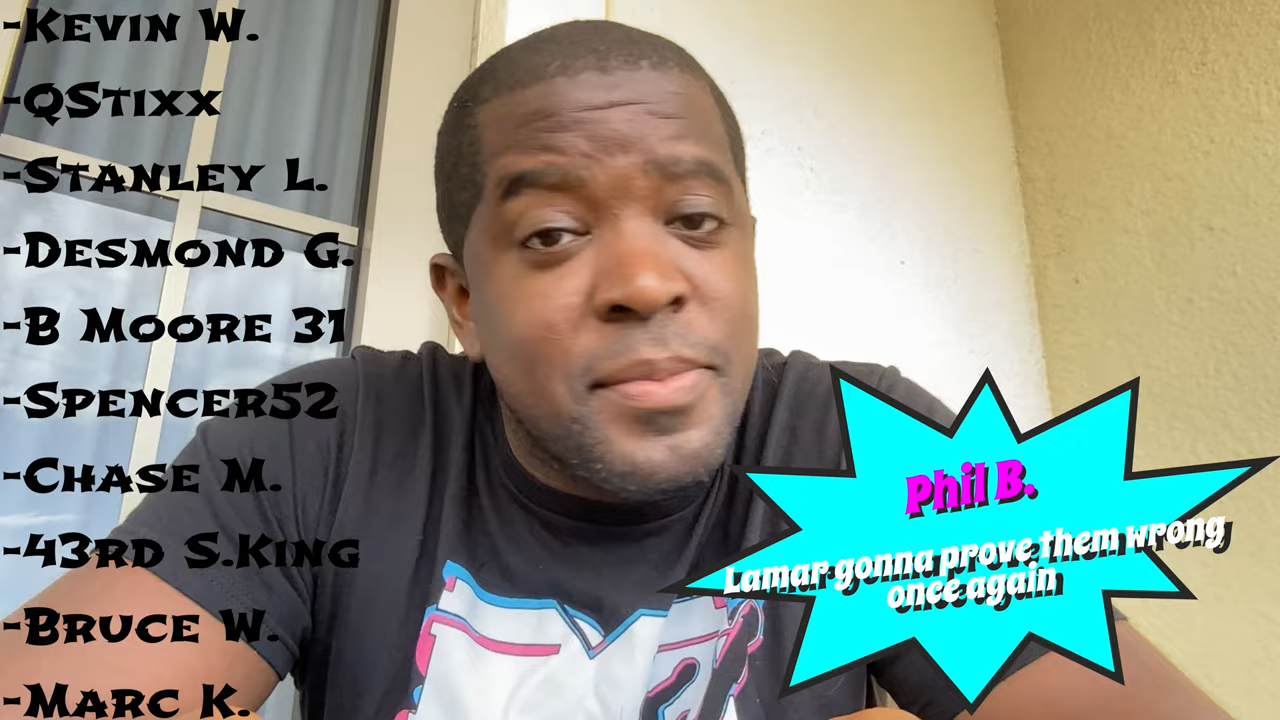 -Kevin W.
-QStixx
-Stanley L.
-Desmond G.
-B Moore 31
-Spencer52
-Chase M.
-43rd S.King
-Bruce W.
-Marc K.
Phil B.
Lamar gonna prove them wrong
once again